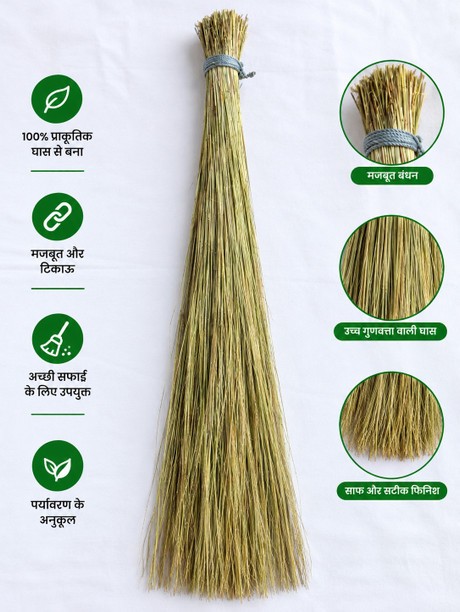 100% प्राकृतिक
घास से बना
मजबूत और
टिकाऊ
अच्छी सफाई
के लिए उपयुक्त
पर्यावरण के
अनुकूल
मजबूत बंधन
उच्च गुणवत्ता वाली घास
साफ और सटीक फिनिश